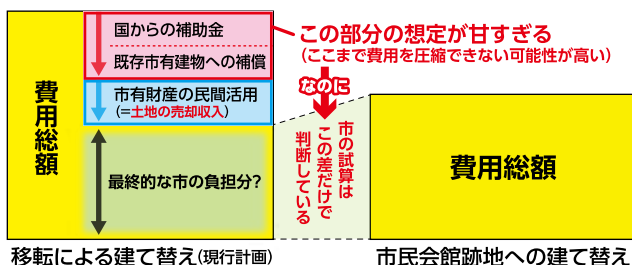 国からの補助金
既存市有建物への補償
市有財産の民間活用
(=土地の売却収入)
最終的な市の負担分?
費用総額
この部分の想定が甘すぎる
(ここまで費用を圧縮できない可能性が高い)
なのに
市の試算は
この差だけで
判断している
費用総額
移転による建て替え(現行計画)
市民会館跡地への建て替え